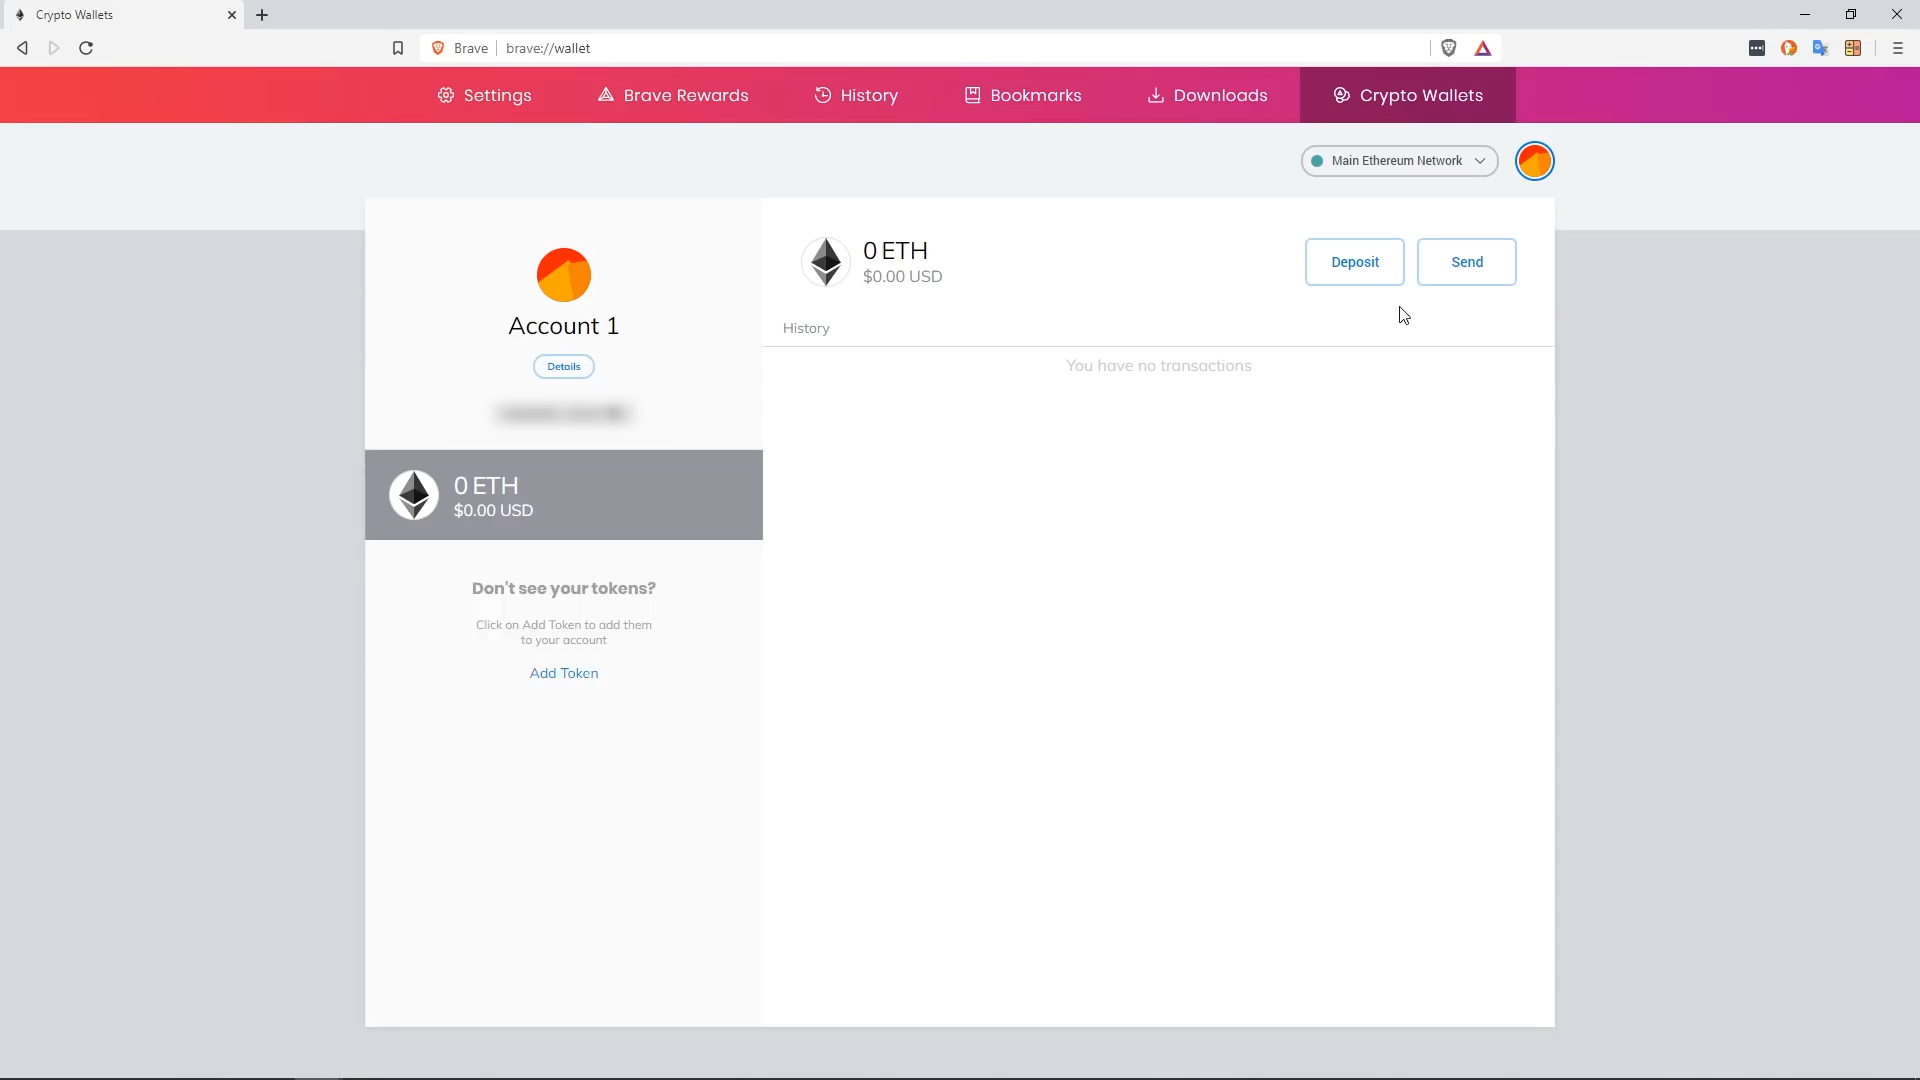 Crypto Wallets
Brave
brave://wallet
Settings
Brave Rewards
History
Bookmarks
Downloads
Crypto Wallets
Main Ethereum Network
Account 1
Details
0 ETH
$0.00 USD
Don't see your tokens?
Click on Add Token to add them
to your account
Add Token
0 ETH
$0.00 USD
Deposit
Send
History
You have no transactions